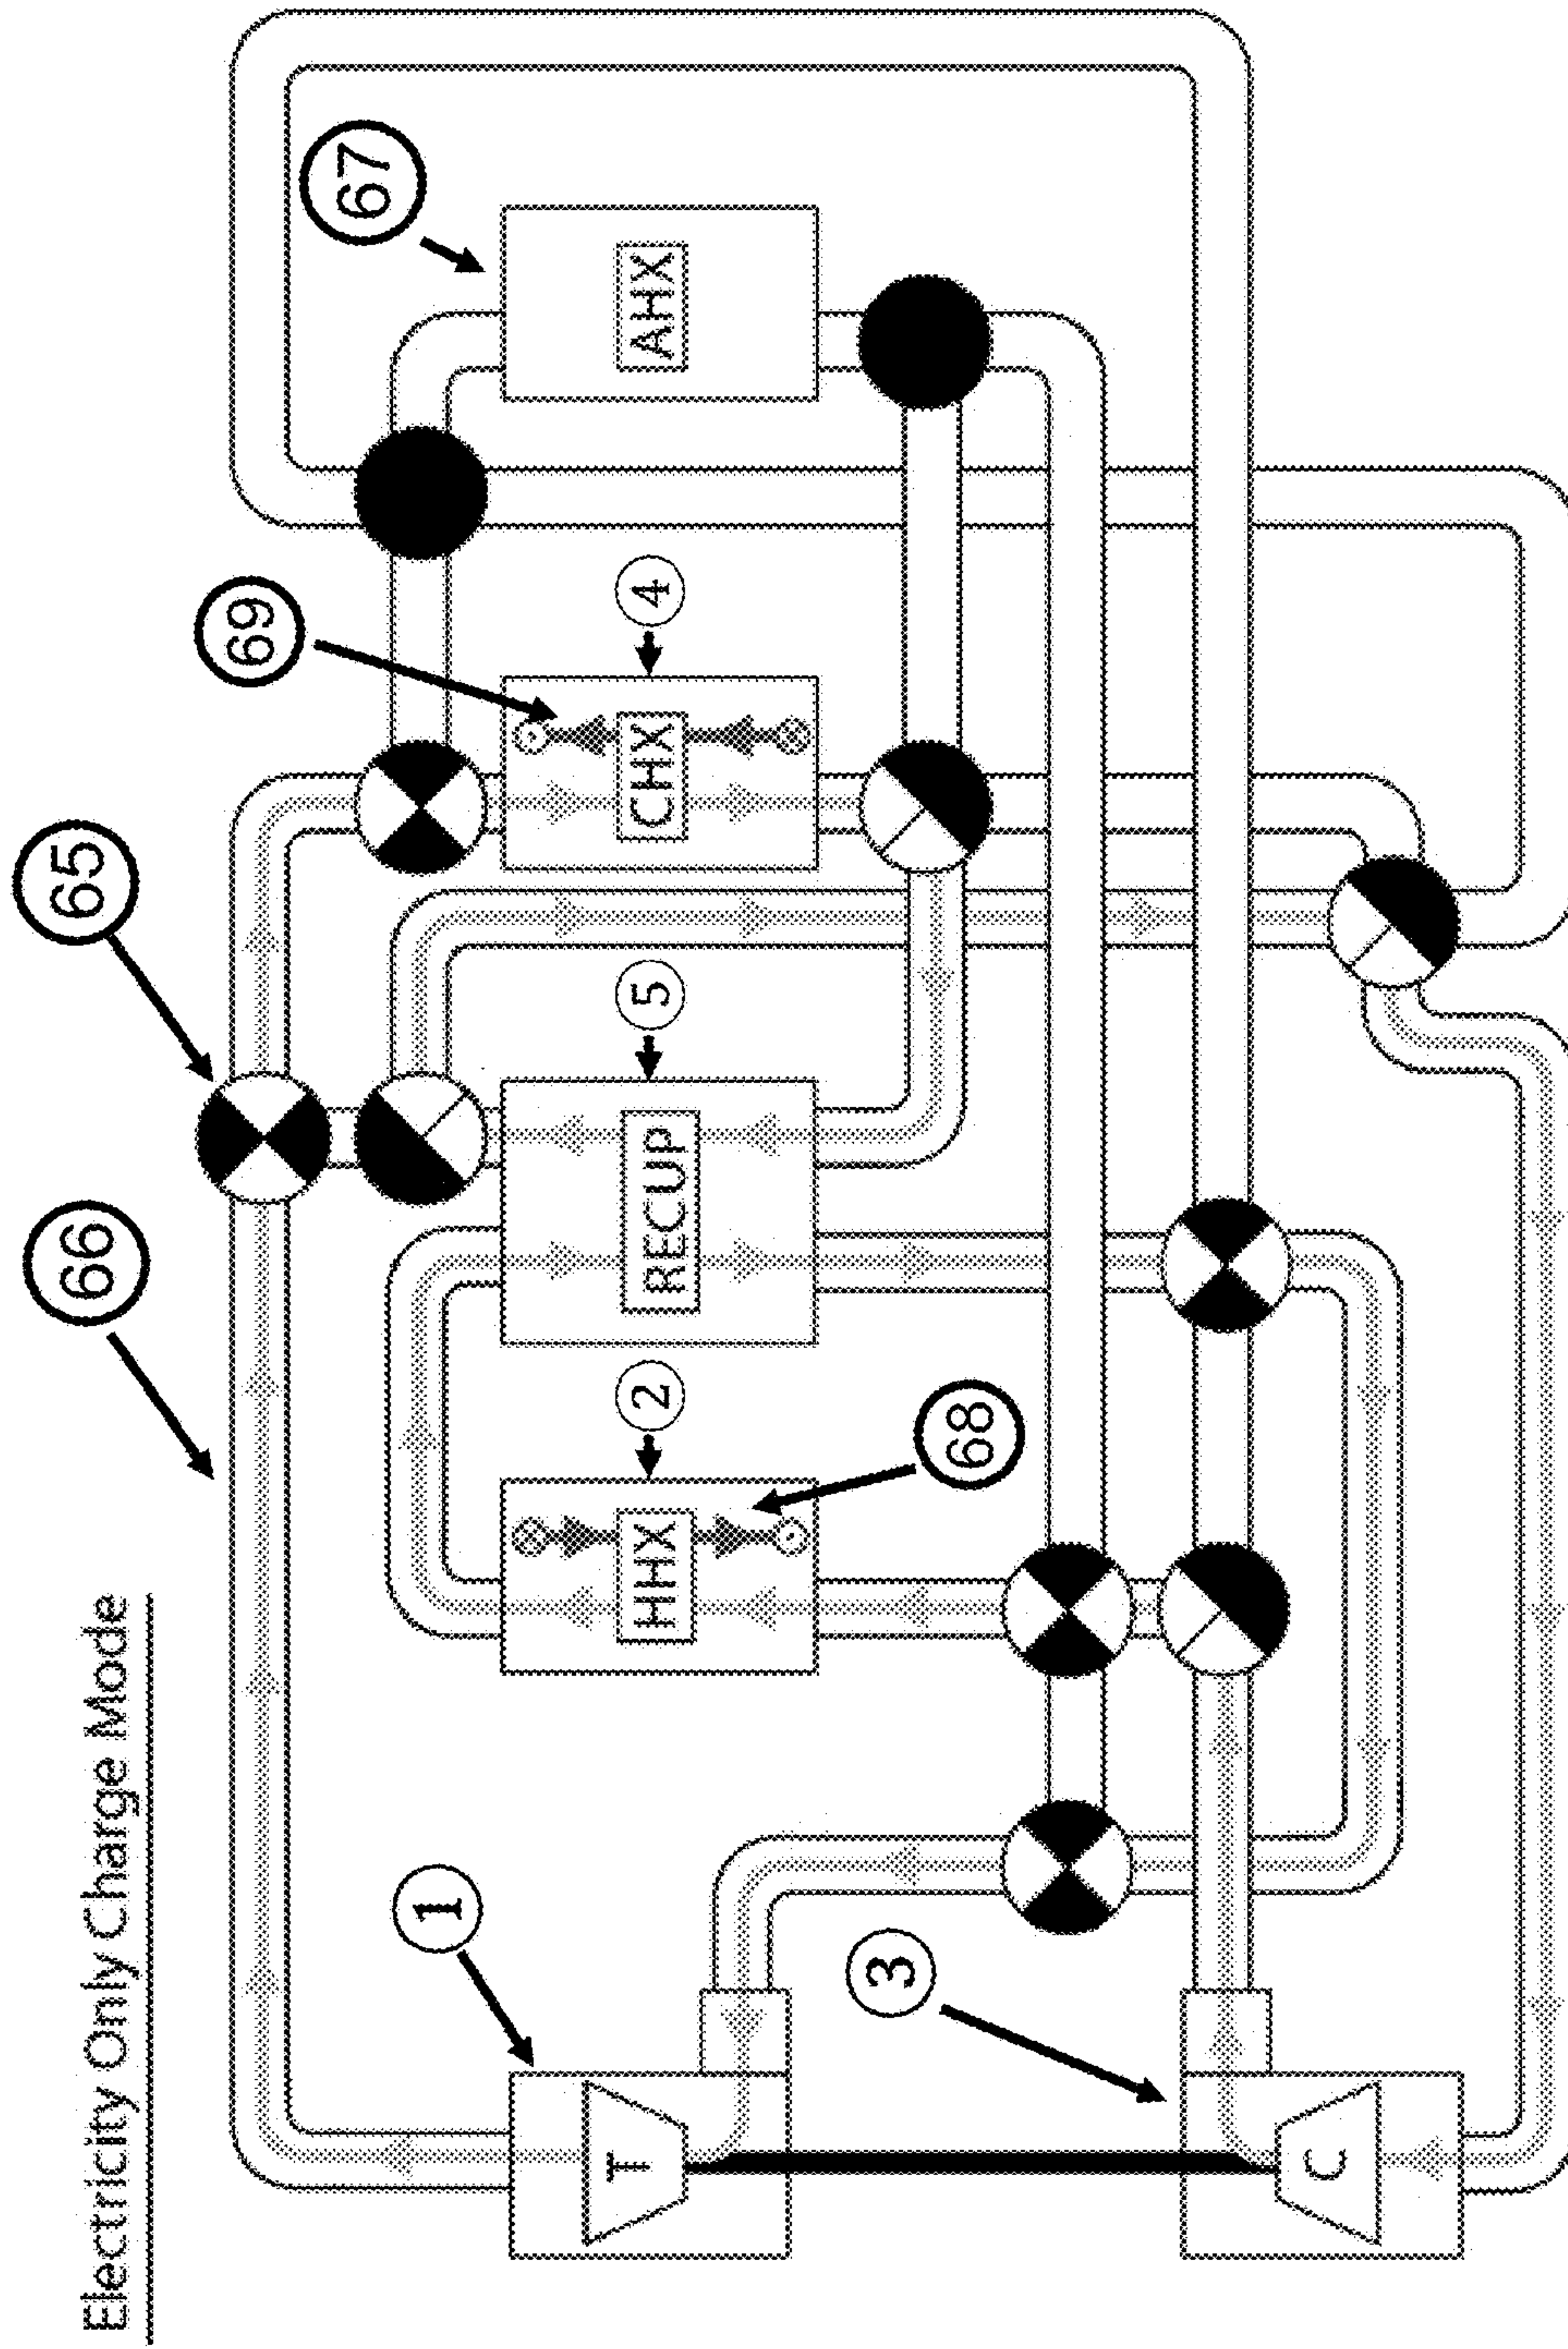 Electricity Only Charge Mode
66
65
69
67
1
T
2
HHX
68
5
RECUP
4
CHX
AHX
3
C